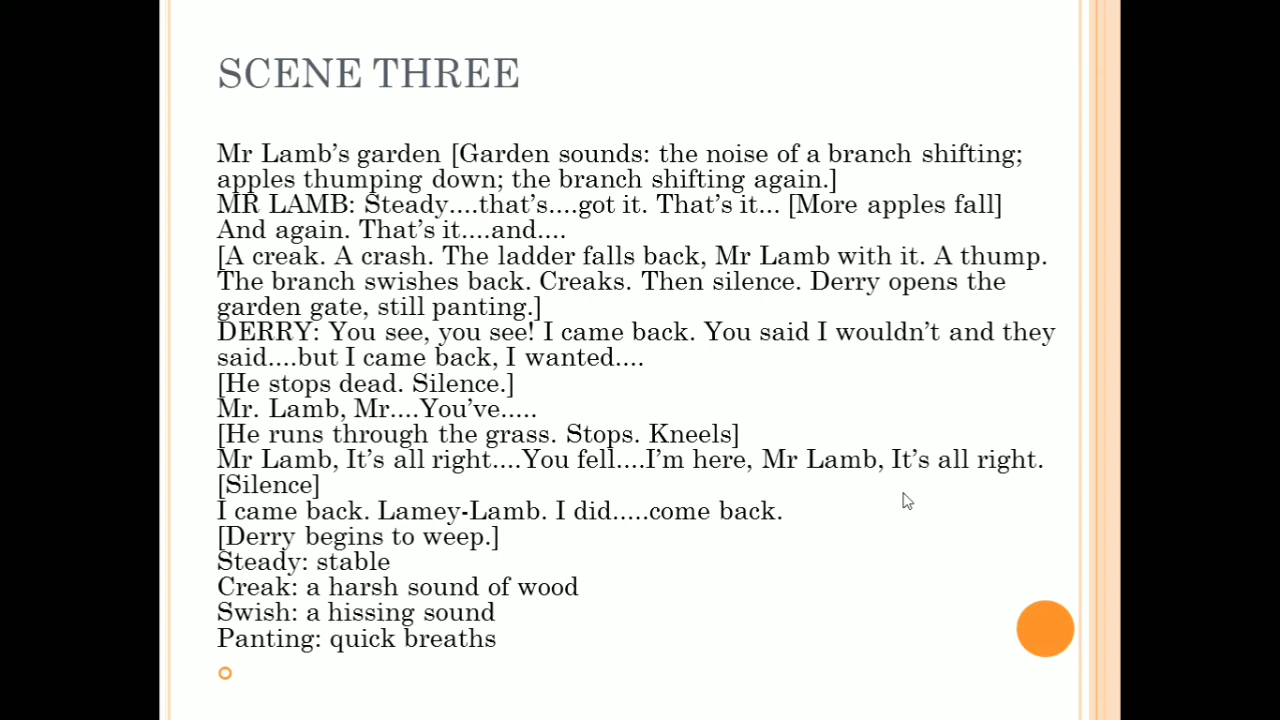 SCENE THREE
Mr Lamb's garden [Garden sounds: the noise of a branch shifting;
apples thumping down; the branch shifting again.]
MR LAMB: Steady....that's....got it. That's it... [More apples fall]
And again. That's it....and....
[A creak. A crash. The ladder falls back, Mr Lamb with it. A thump.
The branch swishes back. Creaks. Then silence. Derry opens the
garden gate, still panting.]
DERRY: You see, you see! I came back. You said I wouldn't and they
said....but I came back, I wanted....
[He stops dead. Silence.]
Mr. Lamb, Mr....You've.....
[He runs through the grass. Stops. Kneels]
Mr Lamb, It's all right....You fell....I'm here, Mr Lamb, It's all right.
[Silence]
I came back. Lamey-Lamb. I did.....come back.
[Derry begins to weep.]
Steady: stable
Creak: a harsh sound of wood
Swish: a hissing sound
Panting: quick breaths